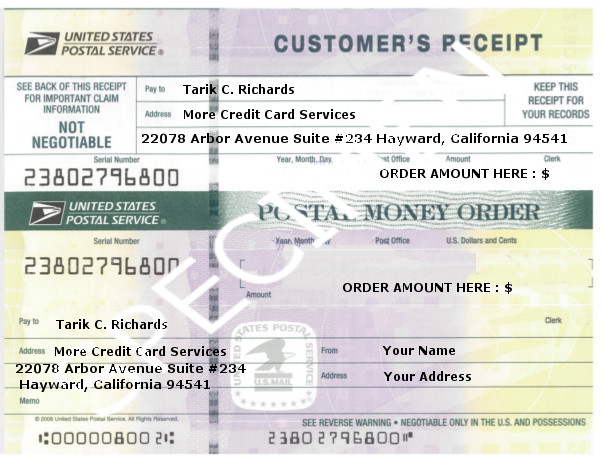 UNITED STATES
POSTAL SERVICE®
CUSTOMER'S RECEIPT
SEE BACK OF THIS RECEIPT
FOR IMPORTANT CLAIM
INFORMATION
NOT
NEGOTIABLE
Pay to Tarik C. Richards
Address More Credit Card Services
22078 Arbor Avenue Suite #234 Hayward, California 94541
KEEP THIS
RECEIPT FOR
YOUR RECORDS
Serial Number Year, Month, Day Post Office Amount Clerk
23802796800 ORDER AMOUNT HERE : $
UNITED STATES
POSTAL SERVICE®
POSTAL MONEY ORDER
Serial Number Year, Month, Day Post Office U.S. Dollars and Cents
23802796800
Amount ORDER AMOUNT HERE : $
Pay to Tarik C. Richards Clerk
Address More Credit Card Services
22078 Arbor Avenue Suite #234
Hayward, California 94541
From Your Name
Address Your Address
UNITED STATES POSTAL SERVICE
U.S.MAIL
Memo
© 2008 United States Postal Service. All Rights Reserved.
SEE REVERSE WARNING • NEGOTIABLE ONLY IN THE U.S. AND POSSESSIONS
⑆00000800 2⑆ 23802796800⑈
SPECIMEN